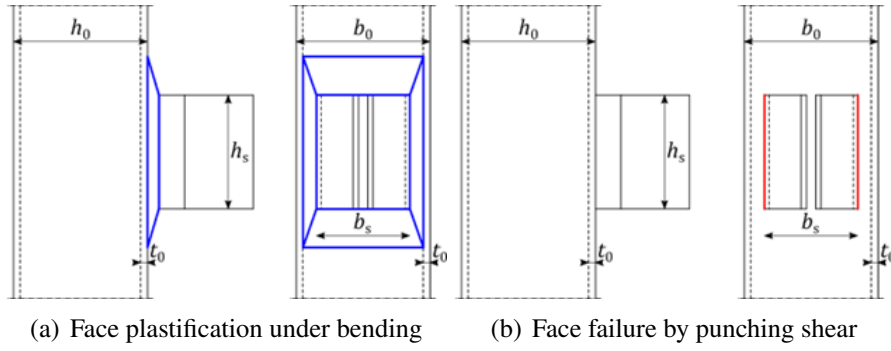 h₀ b₀ h₀ b₀
hₛ hₛ
bₛ bₛ
t₀ t₀ t₀ t₀
(a) Face plastification under bending (b) Face failure by punching shear